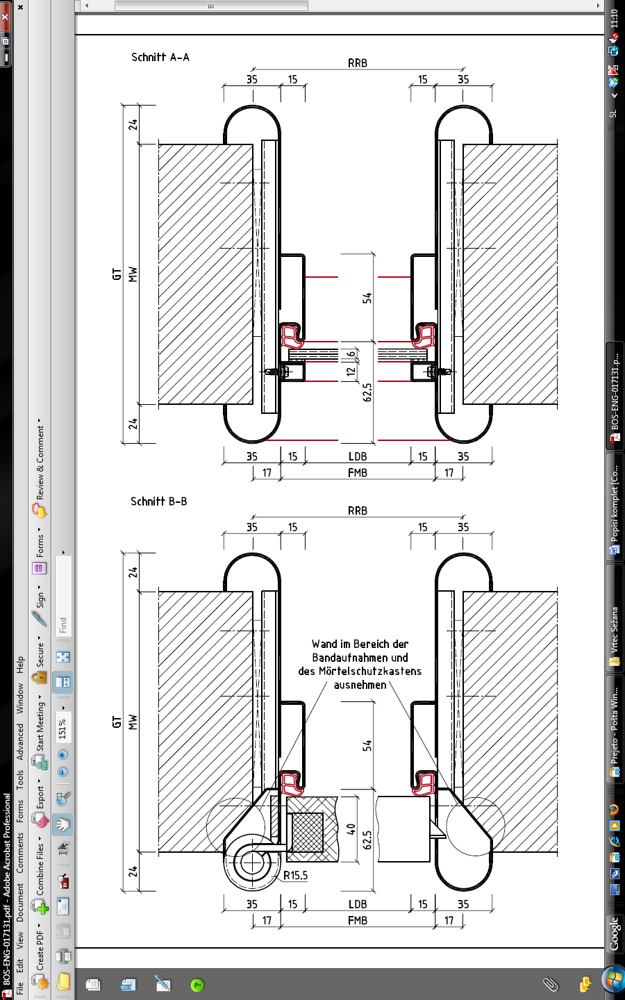 BOS-ENG-017131.pdf - Adobe Acrobat Professional
File Edit View Document Comments Forms Tools Advanced Window Help
Create PDF Combine Files Export Start Meeting Secure Sign Forms Review & Comment
151% Find
Schnitt A-A
RRB
35 15 15 35
24
GT
MW
54
6
12
62,5
24
35 15 LDB 15 35
17 FMB 17
Schnitt B-B
RRB
35 15 15 35
24
Wand im Bereich der
Bandaufnahmen und
des Mörtelschutzkastens
ausnehmen
GT
MW
54
40
62,5
24
R15,5
35 15 LDB 15 35
17 FMB 17
Google
Prejeto - Pošta Win...
Vrtec Sežana
Popisi komplet [Co...
BOS-ENG-017131.p...
SL
11:10